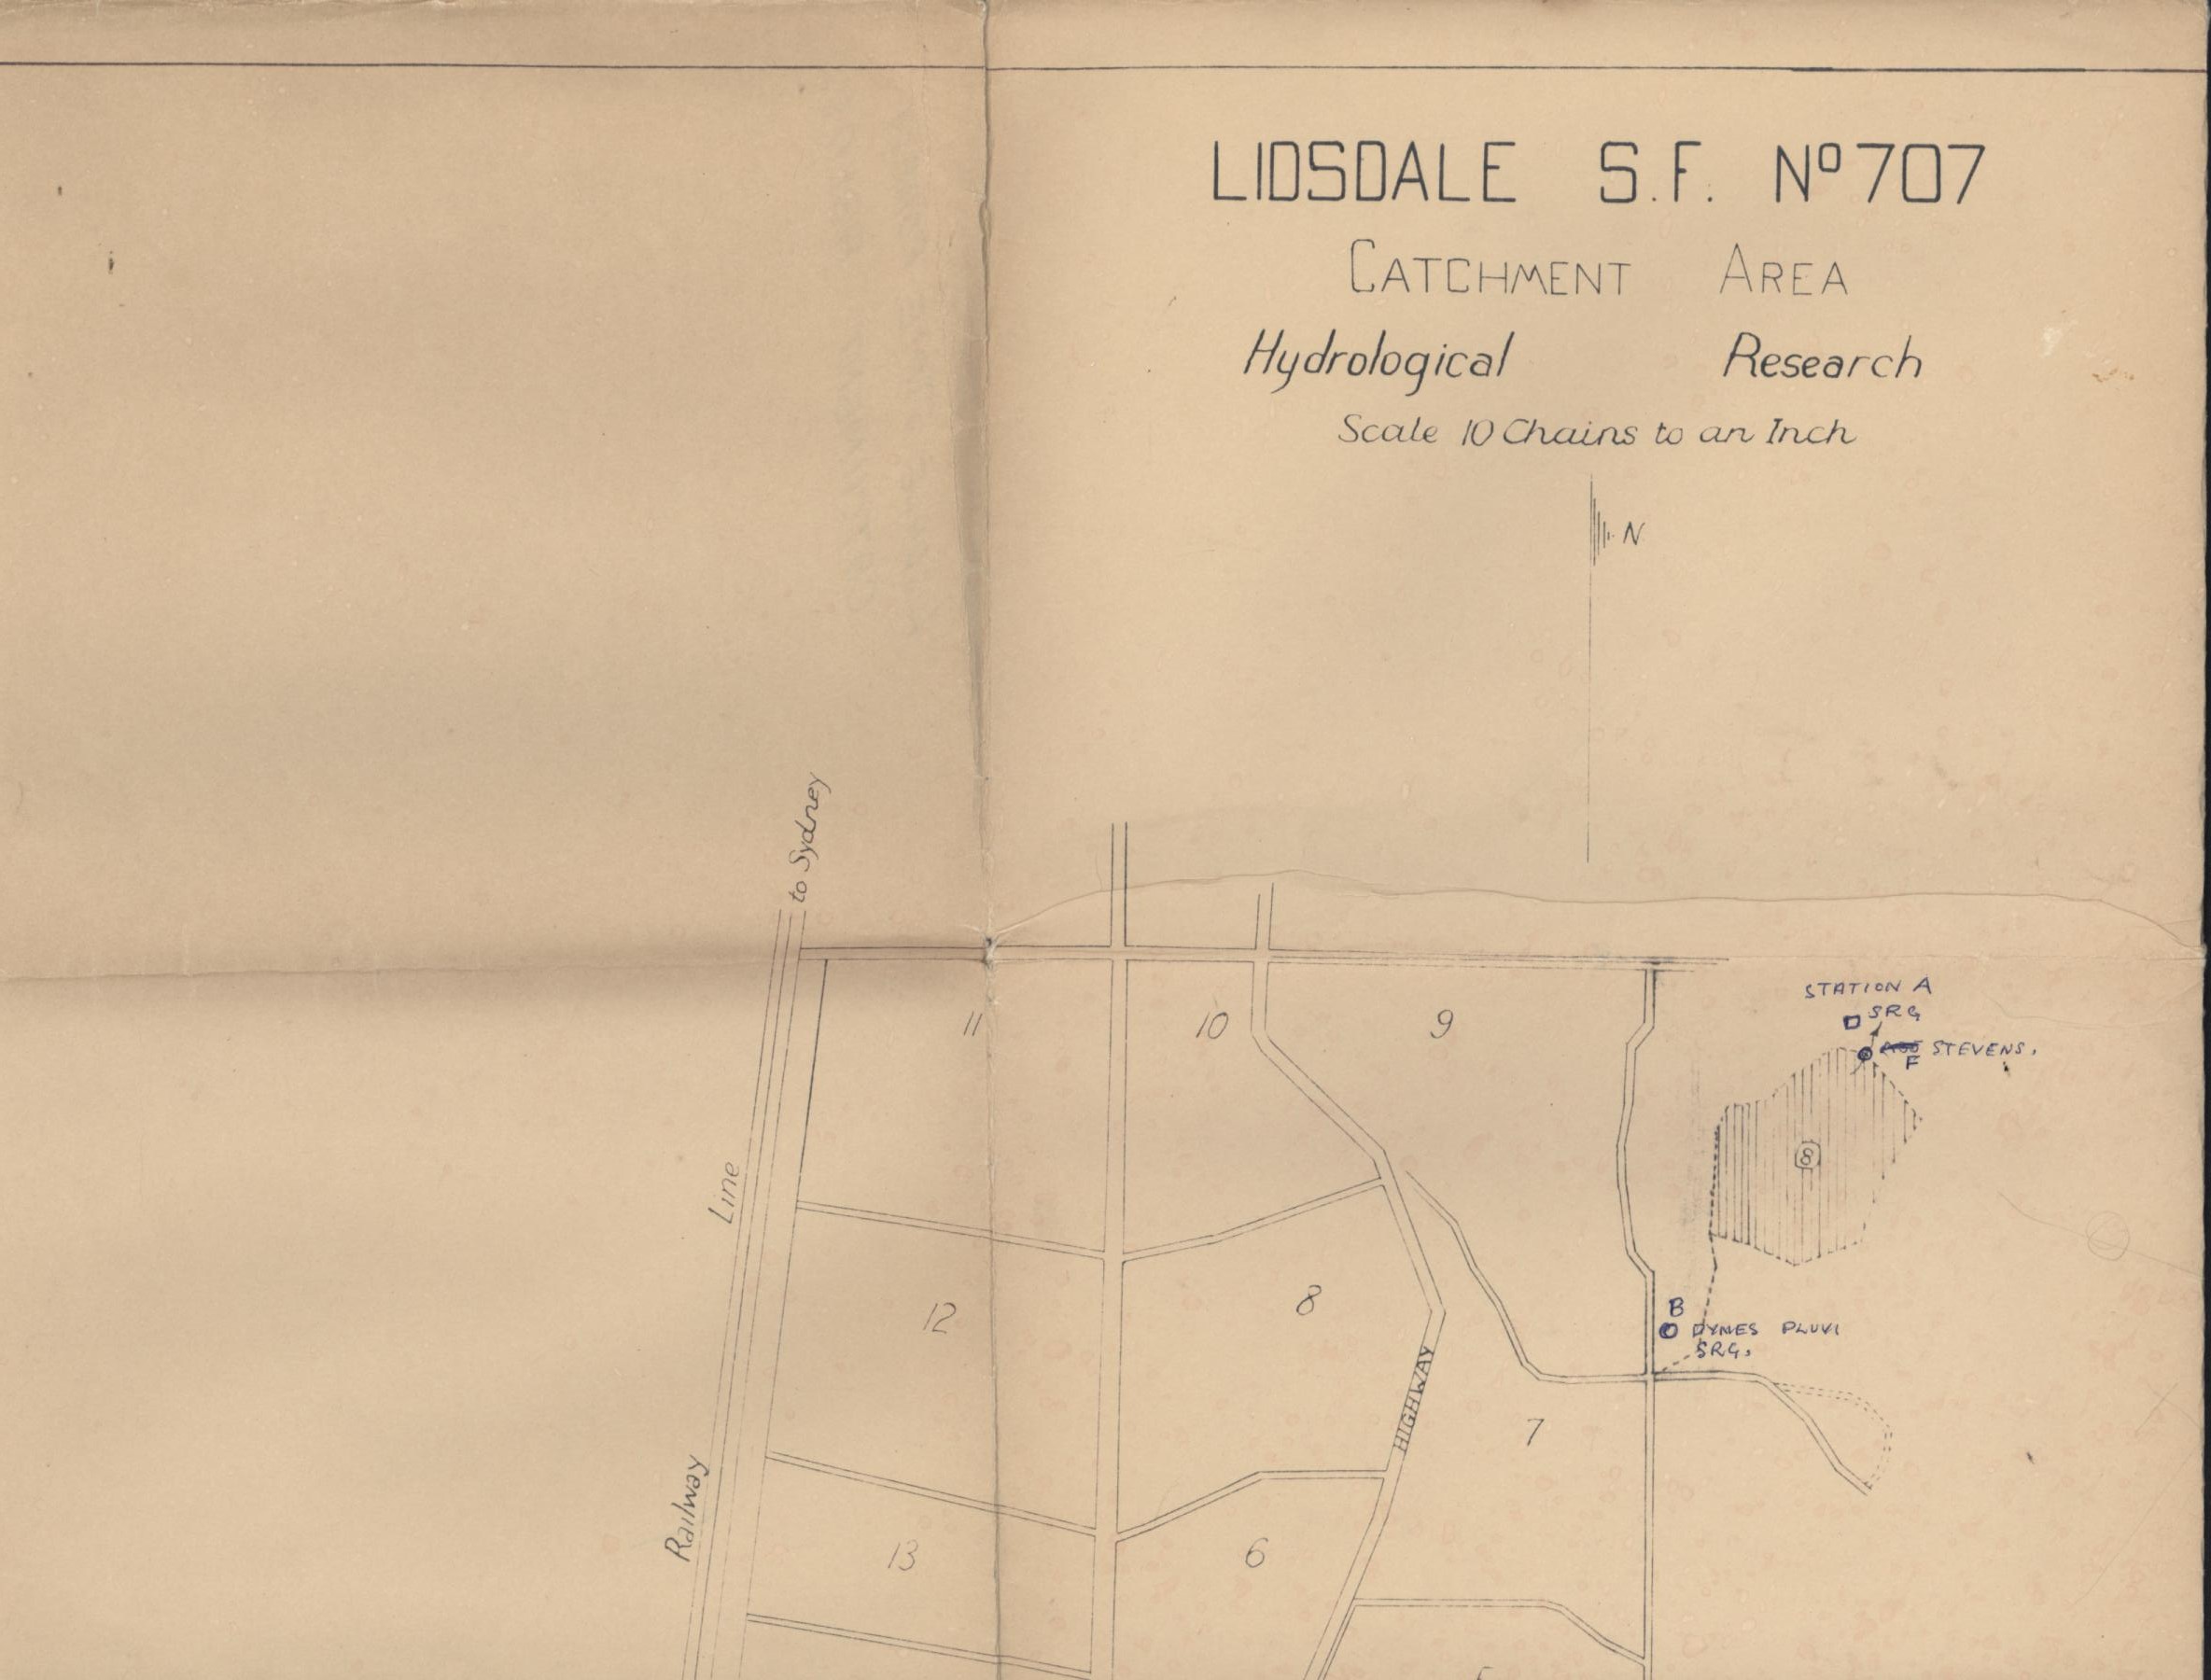 LIDSDALE S.F. Nº 707
CATCHMENT AREA
Hydrological Research
Scale 10 Chains to an Inch
N
to Sydney
STATION A
SRG
STEVENS.
F
11
10
9
8
Line
12
8
B
DYNES PLUVI
SRG.
HIGHWAY
7
Railway
13
6